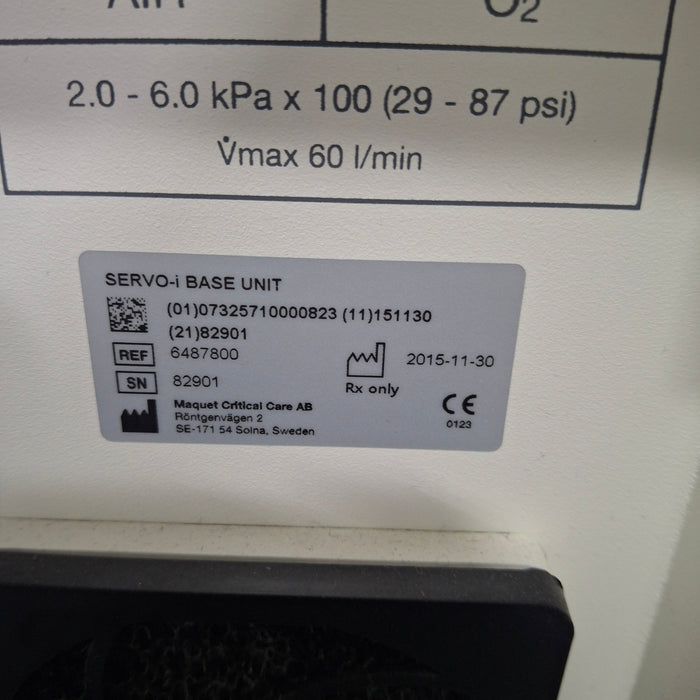 AIR
O2
2.0 - 6.0 kPa x 100 (29 - 87 psi)
V̇max 60 l/min
SERVO-i BASE UNIT
(01)07325710000823 (11)151130
(21)82901
REF 6487800
2015-11-30
SN 82901
Rx only
Maquet Critical Care AB
Röntgenvägen 2
SE-171 54 Solna, Sweden
CE
0123